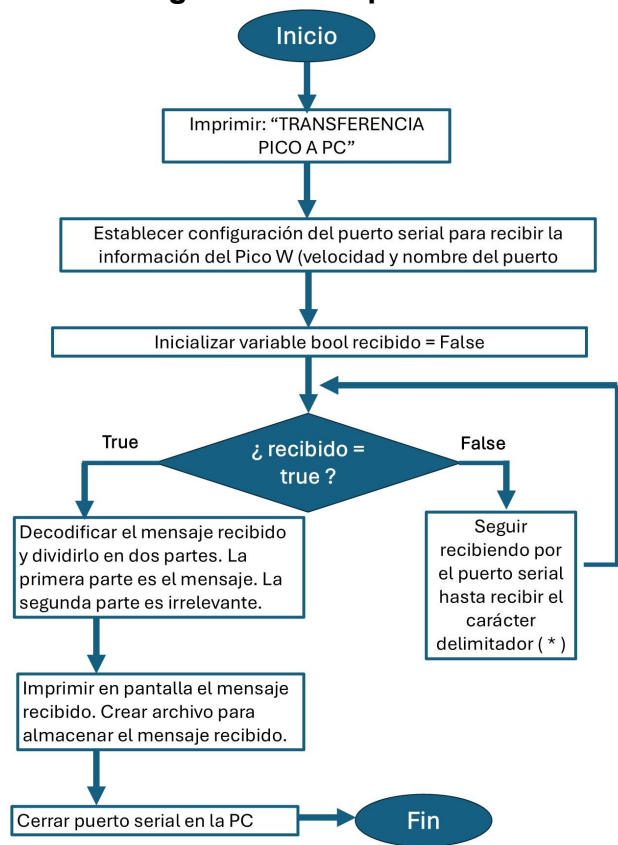 Inicio
Imprimir: “TRANSFERENCIA
PICO A PC”
Establecer configuración del puerto serial para recibir la
información del Pico W (velocidad y nombre del puerto
Inicializar variable bool recibido = False
¿ recibido =
true ?
True
False
Decodificar el mensaje recibido
y dividirlo en dos partes. La
primera parte es el mensaje. La
segunda parte es irrelevante.
Seguir
recibiendo por
el puerto serial
hasta recibir el
carácter
delimitador ( * )
Imprimir en pantalla el mensaje
recibido. Crear archivo para
almacenar el mensaje recibido.
Cerrar puerto serial en la PC
Fin